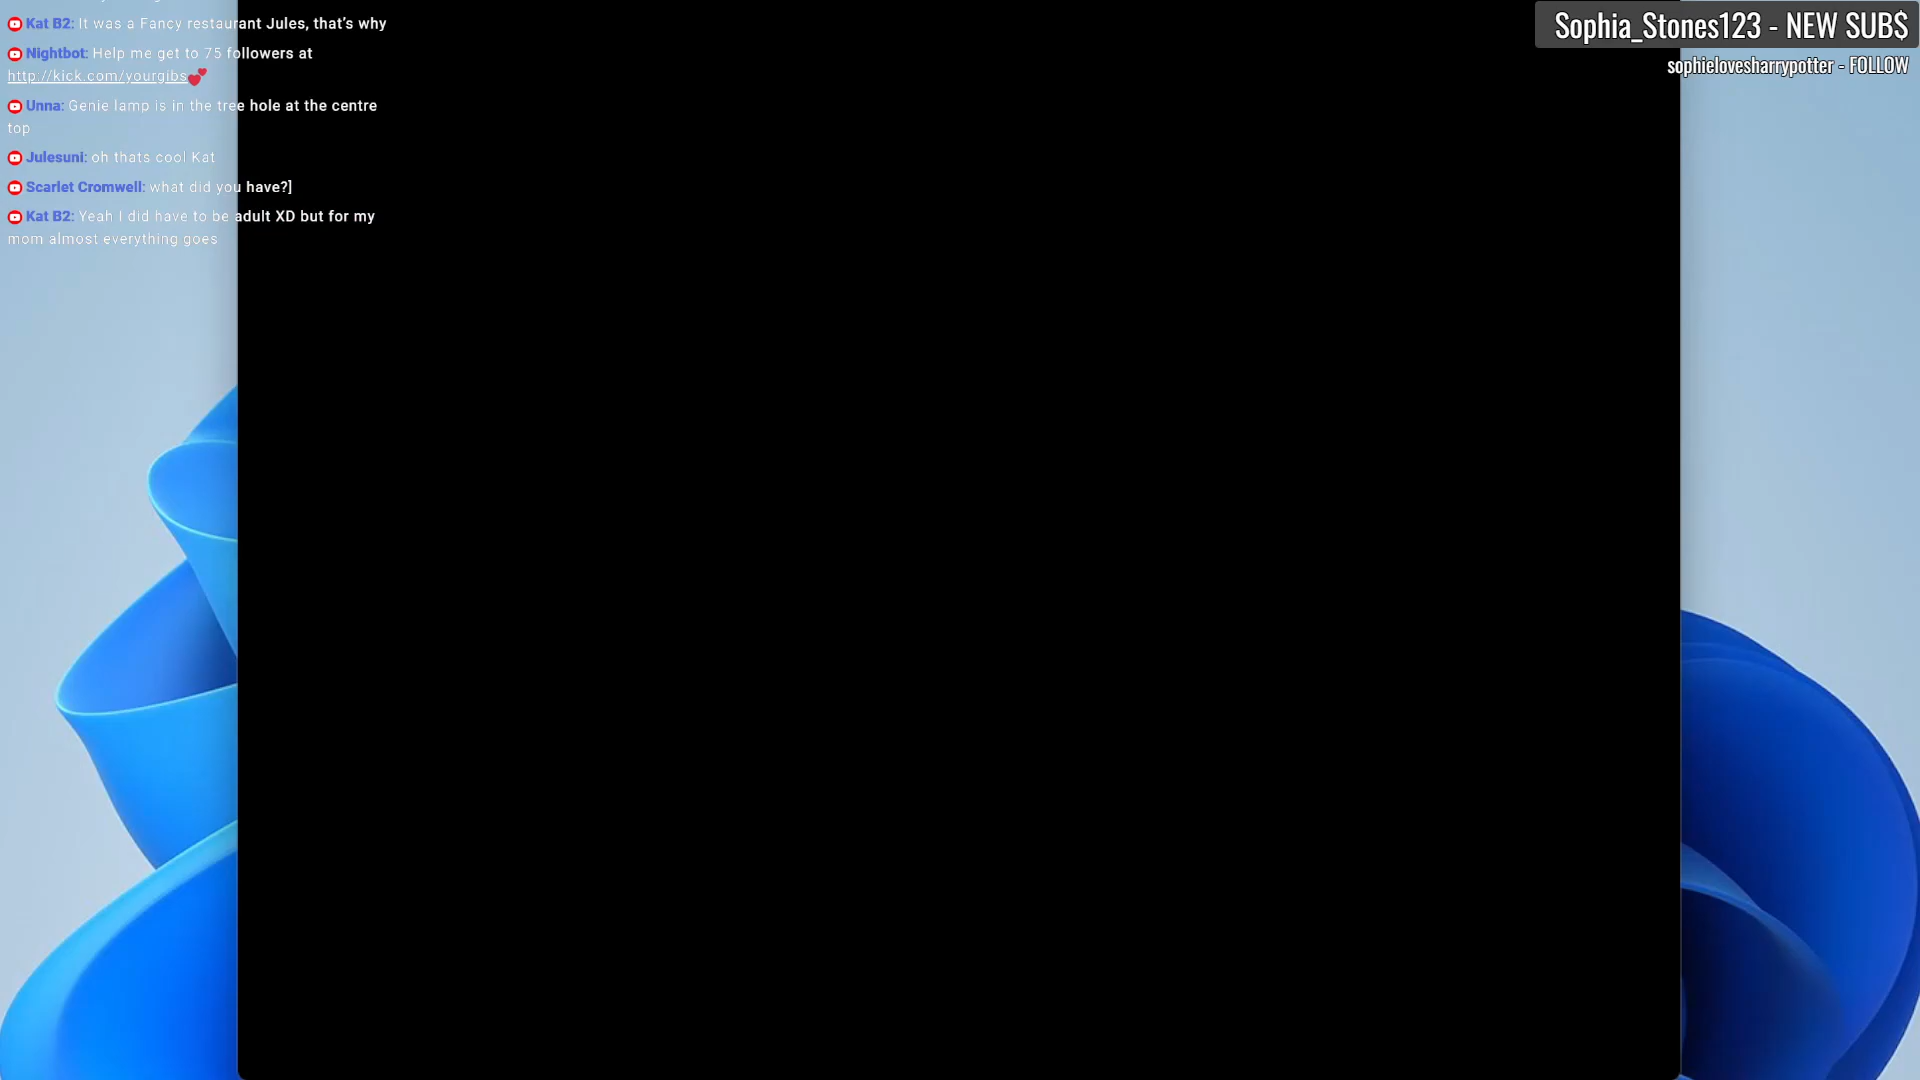 Kat B2: It was a Fancy restaurant Jules, that's why
Nightbot: Help me get to 75 followers at
http://kick.com/yourgibs💕
Unna: Genie lamp is in the tree hole at the centre
top
Julesuni: oh thats cool Kat
Scarlet Cromwell: what did you have?]
Kat B2: Yeah I did have to be adult XD but for my
mom almost everything goes
Sophia_Stones123 - NEW SUB$
sophielovesharrypotter - FOLLOW